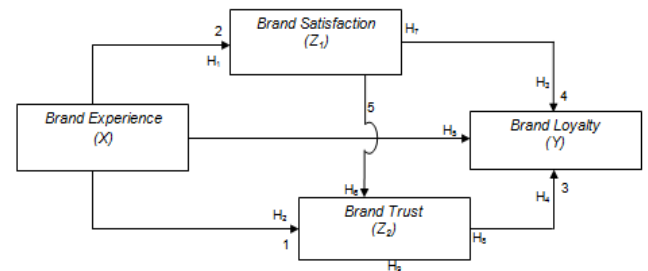 Brand Satisfaction
(Z₁)
H₇
2
H₁
5
H₃
4
Brand Experience
(X)
H₅
Brand Loyalty
(Y)
H₆
H₂
1
Brand Trust
(Z₂)
H₈
H₄
3
H₉